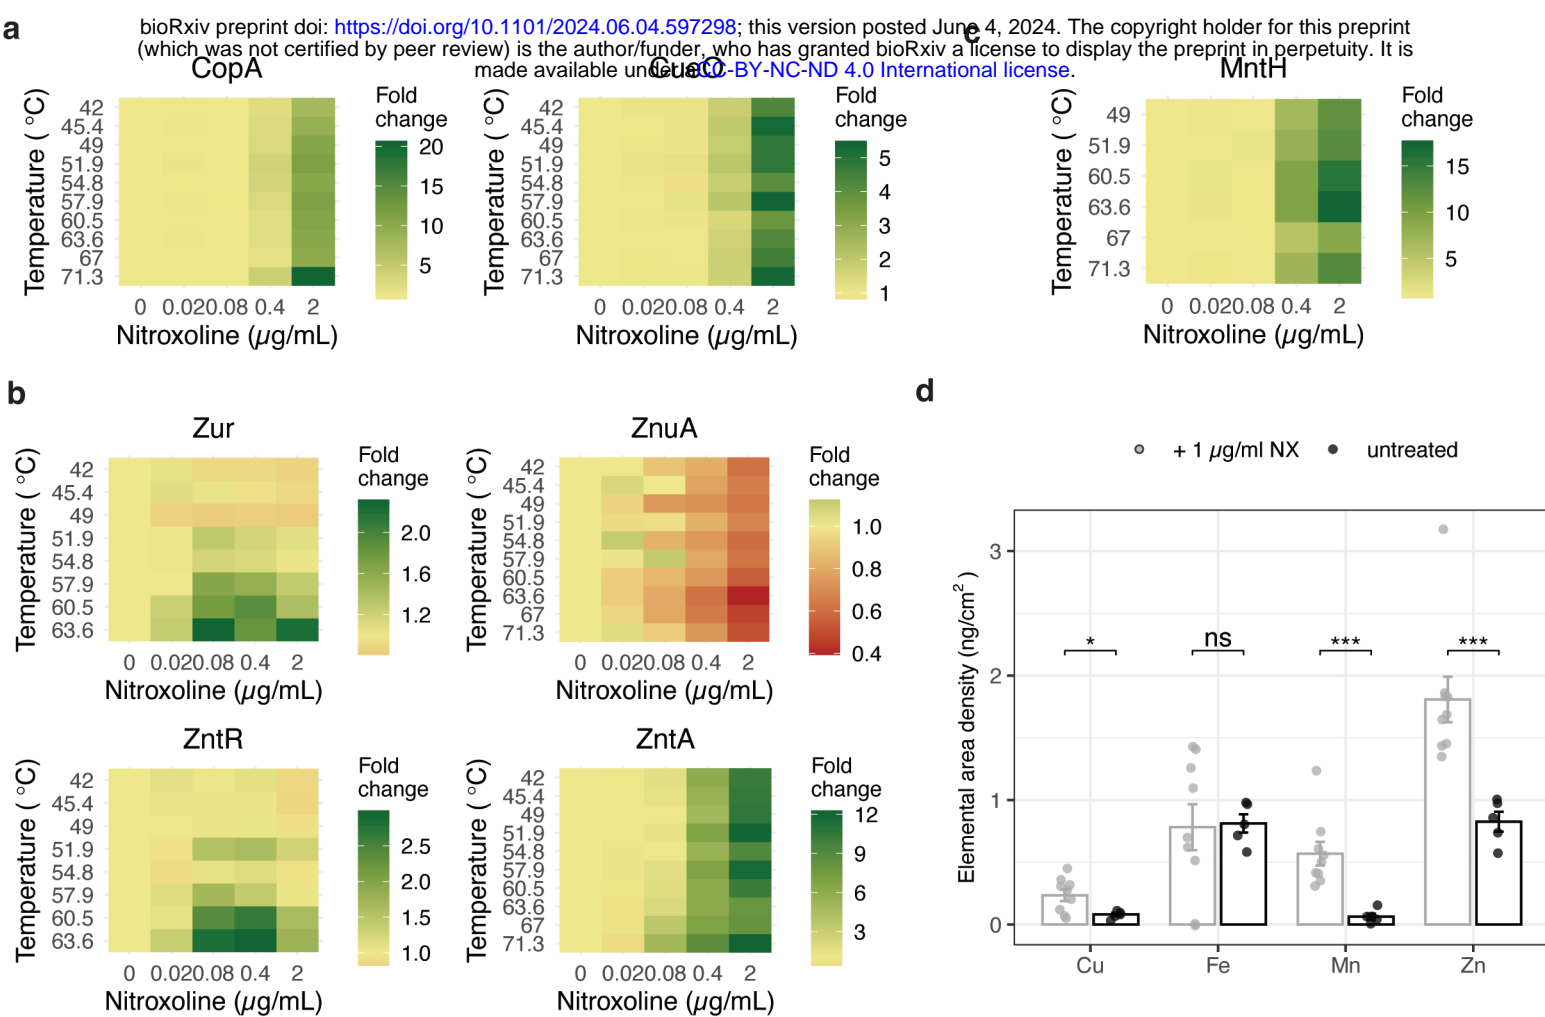 bioRxiv preprint doi: https://doi.org/10.1101/2024.06.04.597298; this version posted June 4, 2024. The copyright holder for this preprint
(which was not certified by peer review) is the author/funder, who has granted bioRxiv a license to display the preprint in perpetuity. It is
made available under aCC-BY-NC-ND 4.0 International license.
a
CopA
Temperature ( °C)
42
45.4
49
51.9
54.8
57.9
60.5
63.6
67
71.3
0 0.02 0.08 0.4 2
Nitroxoline (µg/mL)
Fold
change
20
15
10
5
CueO
Temperature ( °C)
42
45.4
49
51.9
54.8
57.9
60.5
63.6
67
71.3
0 0.02 0.08 0.4 2
Nitroxoline (µg/mL)
Fold
change
5
4
3
2
1
c
MntH
Temperature ( °C)
49
51.9
60.5
63.6
67
71.3
0 0.02 0.08 0.4 2
Nitroxoline (µg/mL)
Fold
change
15
10
5
b
Zur
Temperature ( °C)
42
45.4
49
51.9
54.8
57.9
60.5
63.6
0 0.02 0.08 0.4 2
Nitroxoline (µg/mL)
Fold
change
2.0
1.6
1.2
ZnuA
Temperature ( °C)
42
45.4
49
51.9
54.8
57.9
60.5
63.6
67
71.3
0 0.02 0.08 0.4 2
Nitroxoline (µg/mL)
Fold
change
1.0
0.8
0.6
0.4
ZntR
Temperature ( °C)
42
45.4
49
51.9
54.8
57.9
60.5
63.6
0 0.02 0.08 0.4 2
Nitroxoline (µg/mL)
Fold
change
2.5
2.0
1.5
1.0
ZntA
Temperature ( °C)
42
45.4
49
51.9
54.8
57.9
60.5
63.6
67
71.3
0 0.02 0.08 0.4 2
Nitroxoline (µg/mL)
Fold
change
12
9
6
3
d
+ 1 µg/ml NX untreated
Elemental area density (ng/cm2 )
3
2
1
0
* ns *** ***
Cu Fe Mn Zn